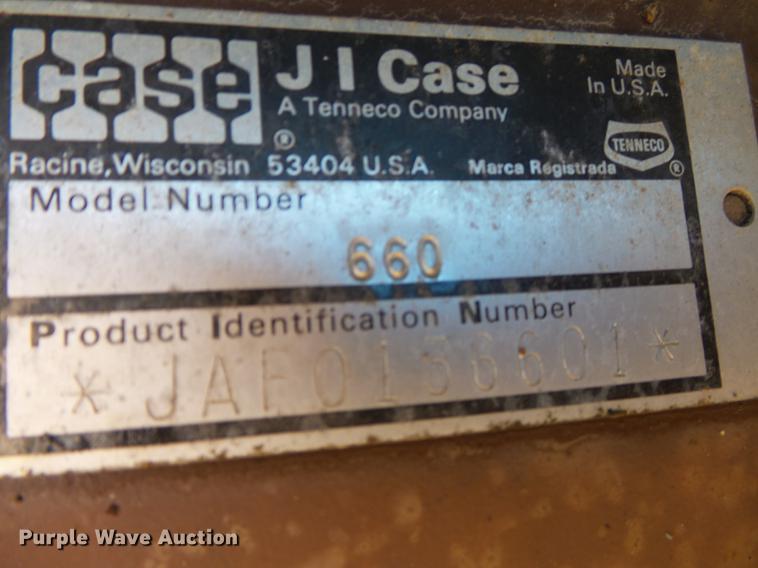 case J I Case
A Tenneco Company
Made
In U.S.A.
®
TENNECO
®
Racine, Wisconsin 53404 U.S.A. Marca Registrada
Model Number
660
Product Identification Number
*JAF0136601*
Purple Wave Auction